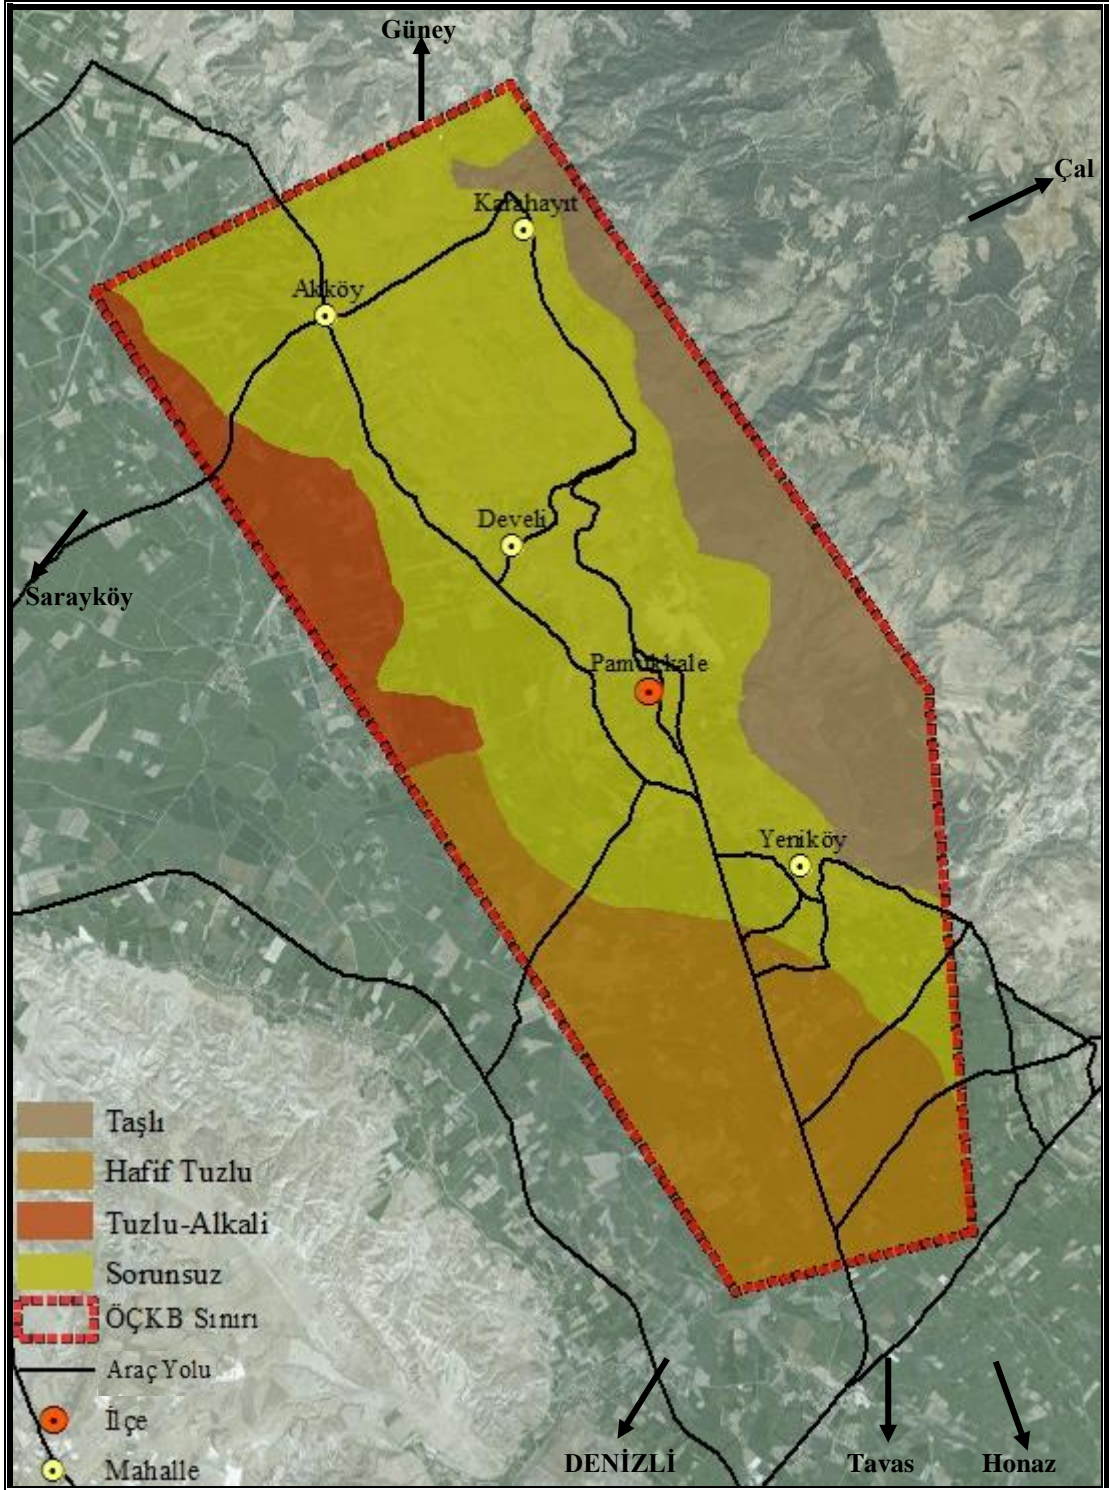 Güney
Çal
Karahayıt
Akköy
Develi
Sarayköy
Pamukkale
Yeniköy
Taşlı
Hafif Tuzlu
Tuzlu-Alkali
Sorunsuz
ÖÇKB Sınırı
Araç Yolu
İlçe
Mahalle
DENİZLİ
Tavas
Honaz